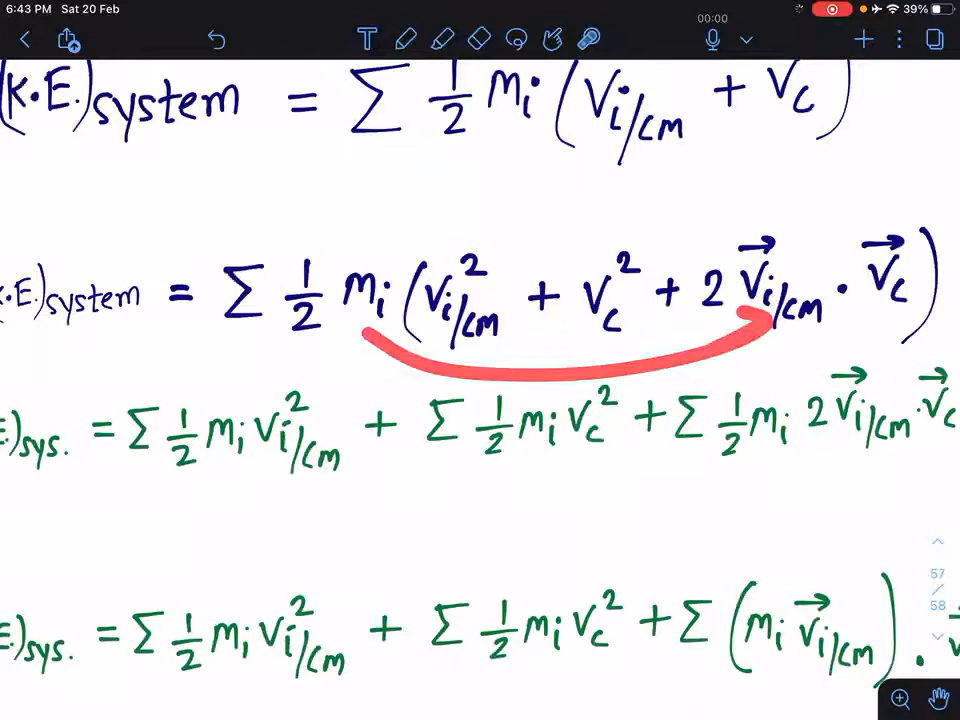 6:43 PM Sat 20 Feb 39%
00:00
(K.E.)system = ∑ 1/2 mi (Vi/cm + Vc)
K.E.)system = ∑ 1/2 mi (Vi/cm² + Vc² + 2 V⃗i/cm · V⃗c)
)sys. = ∑ 1/2 mi Vi/cm² + ∑ 1/2 mi Vc² + ∑ 1/2 mi 2 V⃗i/cm · V⃗c
57
/
58
)sys. = ∑ 1/2 mi Vi/cm² + ∑ 1/2 mi Vc² + ∑ (mi V⃗i/cm) .